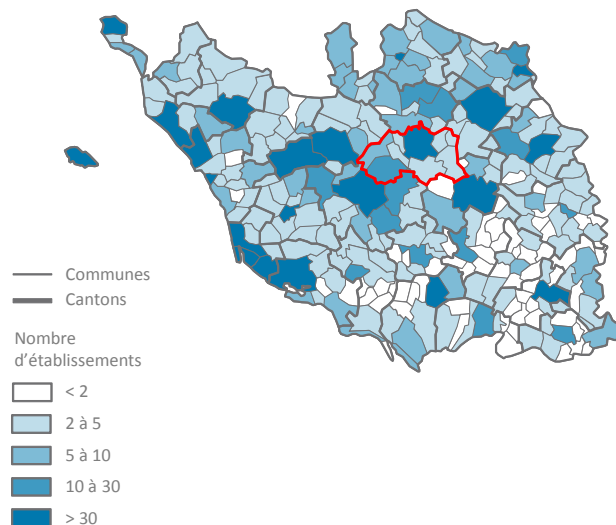 Communes
Cantons
Nombre
d'établissements
< 2
2 à 5
5 à 10
10 à 30
> 30